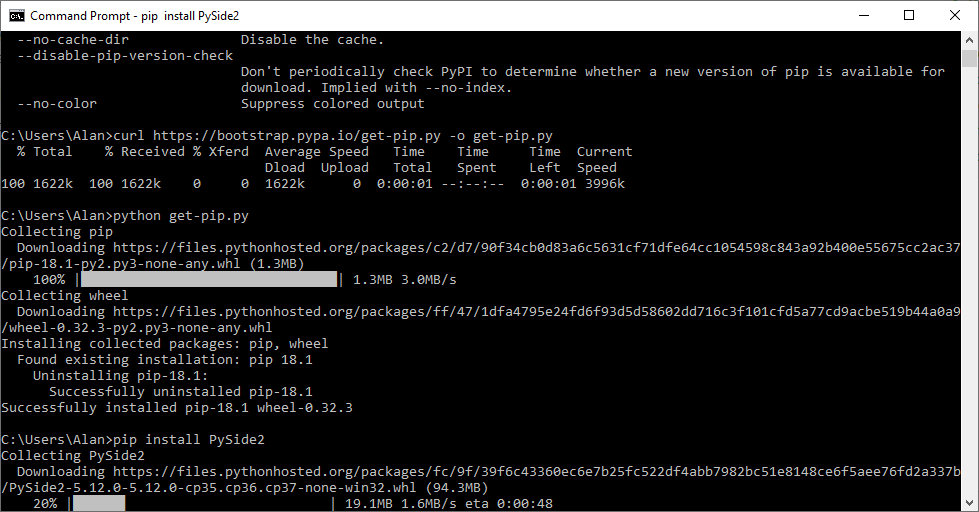 Command Prompt - pip  install PySide2
  --no-cache-dir              Disable the cache.
  --disable-pip-version-check
                              Don't periodically check PyPI to determine whether a new version of pip is available for
                              download. Implied with --no-index.
  --no-color                  Suppress colored output
C:\Users\Alan>curl https://bootstrap.pypa.io/get-pip.py -o get-pip.py
  % Total    % Received % Xferd  Average Speed   Time    Time     Time  Current
                                 Dload  Upload   Total   Spent    Left  Speed
100 1622k  100 1622k    0     0  1622k      0  0:00:01 --:--:--  0:00:01 3996k
C:\Users\Alan>python get-pip.py
Collecting pip
  Downloading https://files.pythonhosted.org/packages/c2/d7/90f34cb0d83a6c5631cf71dfe64cc1054598c843a92b400e55675cc2ac37
/pip-18.1-py2.py3-none-any.whl (1.3MB)
    100% || 1.3MB 3.0MB/s
Collecting wheel
  Downloading https://files.pythonhosted.org/packages/ff/47/1dfa4795e24fd6f93d5d58602dd716c3f101cfd5a77cd9acbe519b44a0a9
/wheel-0.32.3-py2.py3-none-any.whl
Installing collected packages: pip, wheel
  Found existing installation: pip 18.1
    Uninstalling pip-18.1:
      Successfully uninstalled pip-18.1
Successfully installed pip-18.1 wheel-0.32.3
C:\Users\Alan>pip install PySide2
Collecting PySide2
  Downloading https://files.pythonhosted.org/packages/fc/9f/39f6c43360ec6e7b25fc522df4abb7982bc51e8148ce6f5aee76fd2a337b
/PySide2-5.12.0-5.12.0-cp35.cp36.cp37-none-win32.whl (94.3MB)
    20% || 19.1MB 1.6MB/s eta 0:00:48